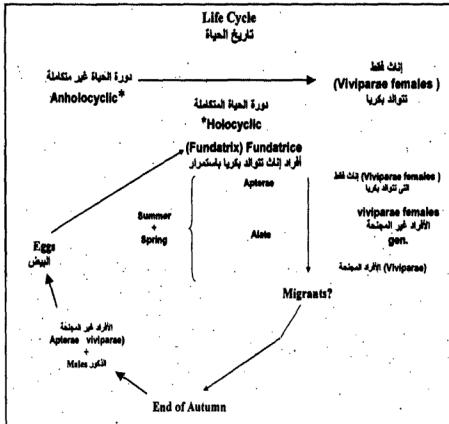 Life Cycle
تاريخ الحياة
دورة الحياة غير متكاملة
Anholocyclic*
إناث فقط
(Viviparae females )
تتوالد بكريا
دورة الحياة المتكاملة
*Holocyclic
(Fundatrix) Fundatrice
أفراد إناث تتوالد بكريا باستمرار
Apterae
إناث فقط (Viviparae females )
التى تتوالد بكريا
viviparae females
الأفراد غير المجنحة
gen.
Summer
+
Spring
Alate
الأفراد المجنحة (Viviparae)
Eggs
البيض
Migrants?
الأفراد غير المجنحة
Apterae viviparae)
+
الذكور Males
End of Autumn